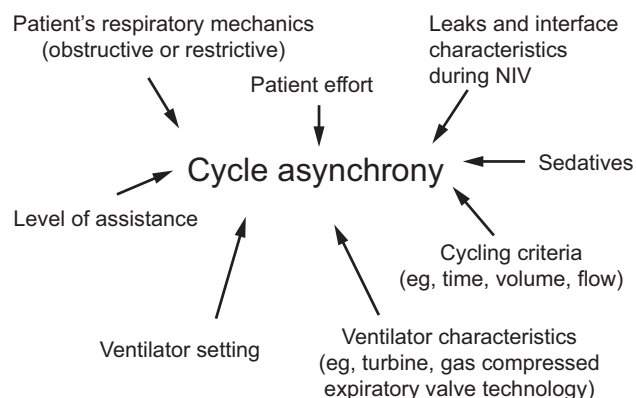 Patient's respiratory mechanics
(obstructive or restrictive)
Leaks and interface
characteristics
during NIV
Patient effort
Cycle asynchrony
Sedatives
Level of assistance
Cycling criteria
(eg, time, volume, flow)
Ventilator setting
Ventilator characteristics
(eg, turbine, gas compressed
expiratory valve technology)